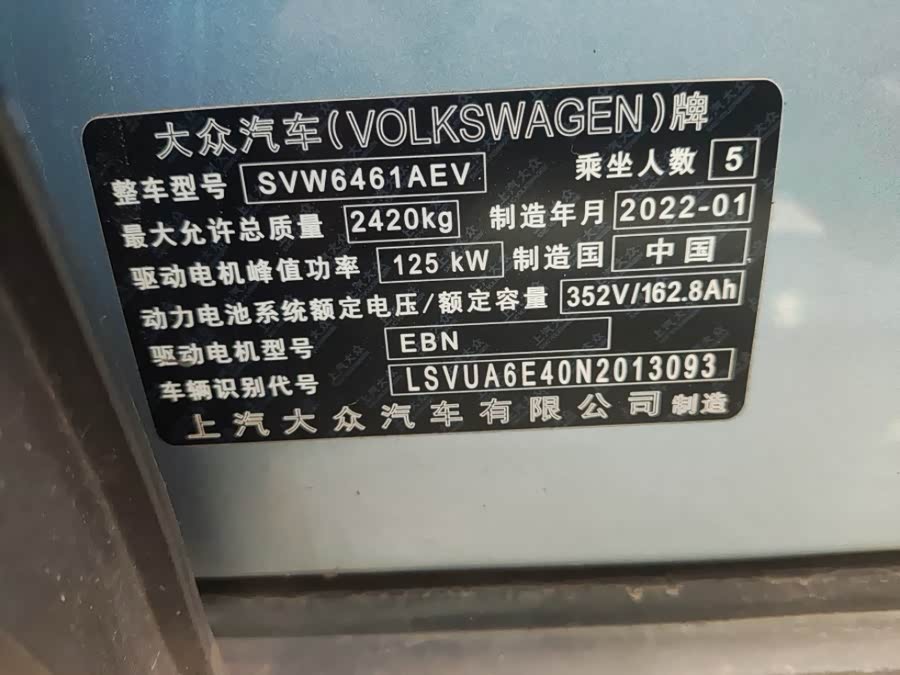 大众汽车(VOLKSWAGEN)牌
整车型号 SVW6461AEV 乘坐人数 5
最大允许总质量 2420kg 制造年月 2022-01
驱动电机峰值功率 125 kW 制造国 中国
动力电池系统额定电压/额定容量 352V/162.8Ah
驱动电机型号 EBN
车辆识别代号 LSVUA6E40N2013093
上汽大众汽车有限公司 制造